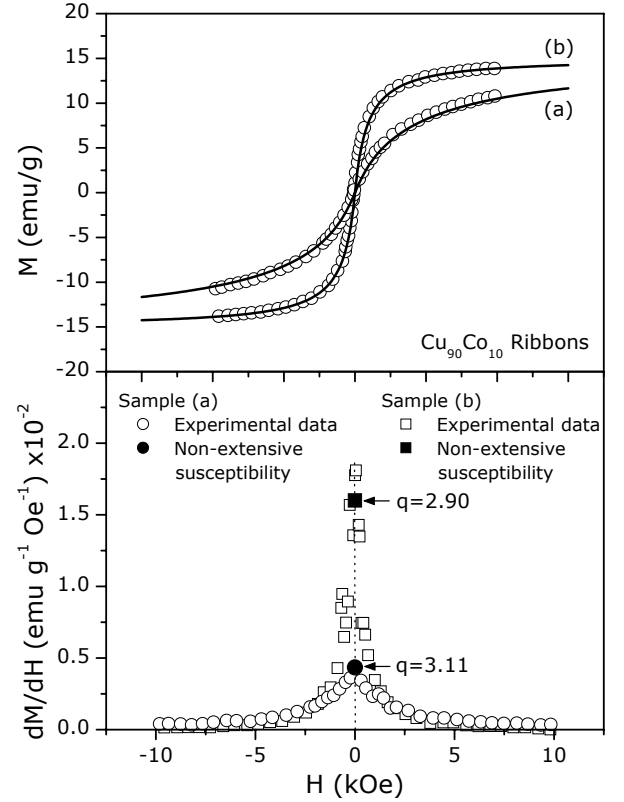 20
15
10
5
0
-5
-10
-15
-20
M (emu/g)
(b)
(a)
Cu90Co10 Ribbons
Sample (a)
Experimental data
Non-extensive
susceptibility
Sample (b)
Experimental data
Non-extensive
susceptibility
q=2.90
q=3.11
2.0
1.5
1.0
0.5
0.0
dM/dH (emu g-1 Oe-1) x10-2
-10 -5 0 5 10
H (kOe)